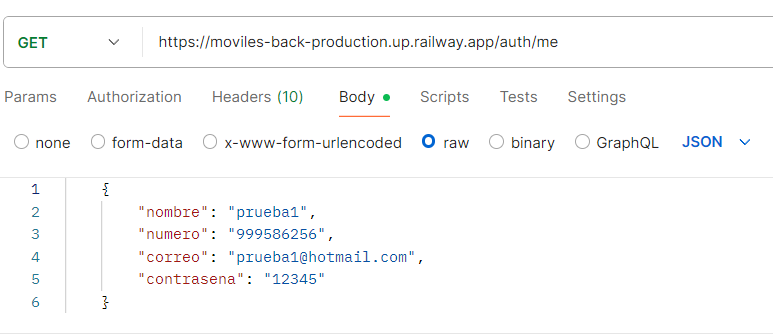 GET https://moviles-back-production.up.railway.app/auth/me
Params Authorization Headers (10) Body Scripts Tests Settings
none form-data x-www-form-urlencoded raw binary GraphQL JSON
1 {
2 "nombre": "prueba1",
3 "numero": "999586256",
4 "correo": "prueba1@hotmail.com",
5 "contrasena": "12345"
6 }